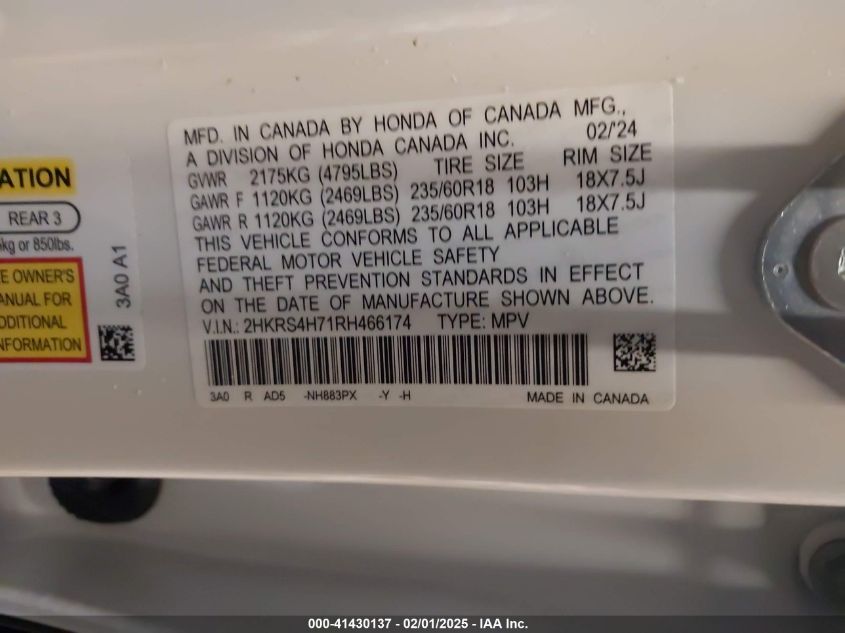 MFD. IN CANADA BY HONDA OF CANADA MFG.,
A DIVISION OF HONDA CANADA INC. 02/'24
GVWR 2175KG (4795LBS) TIRE SIZE RIM SIZE
GAWR F 1120KG (2469LBS) 235/60R18 103H 18X7.5J
GAWR R 1120KG (2469LBS) 235/60R18 103H 18X7.5J
THIS VEHICLE CONFORMS TO ALL APPLICABLE
FEDERAL MOTOR VEHICLE SAFETY
AND THEFT PREVENTION STANDARDS IN EFFECT
ON THE DATE OF MANUFACTURE SHOWN ABOVE.
V.I.N.: 2HKRS4H71RH466174 TYPE: MPV
3A0 R AD5 -NH883PX -Y -H MADE IN CANADA
ATION
REAR 3
kg or 850lbs.
E OWNER'S
ANUAL FOR
DDITIONAL
NFORMATION
3A0 A1
000-41430137 - 02/01/2025 - IAA Inc.